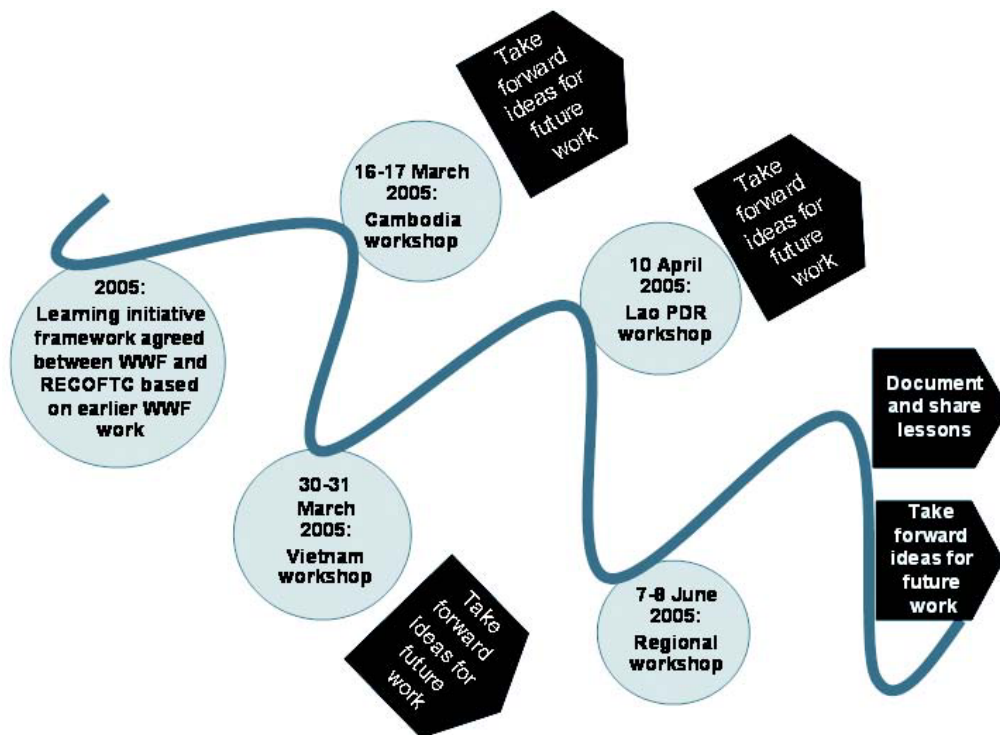 2005:
Learning initiative
framework agreed
between WWF and
RECOFTC based
on earlier WWF
work
16-17 March
2005:
Cambodia
workshop
Take
forward
ideas for
future
work
30-31
March
2005:
Vietnam
workshop
Take
forward
ideas for
future
work
10 April
2005:
Lao PDR
workshop
Take
forward
ideas for
future
work
7-8 June
2005:
Regional
workshop
Document
and share
lessons
Take
forward
ideas for
future
work